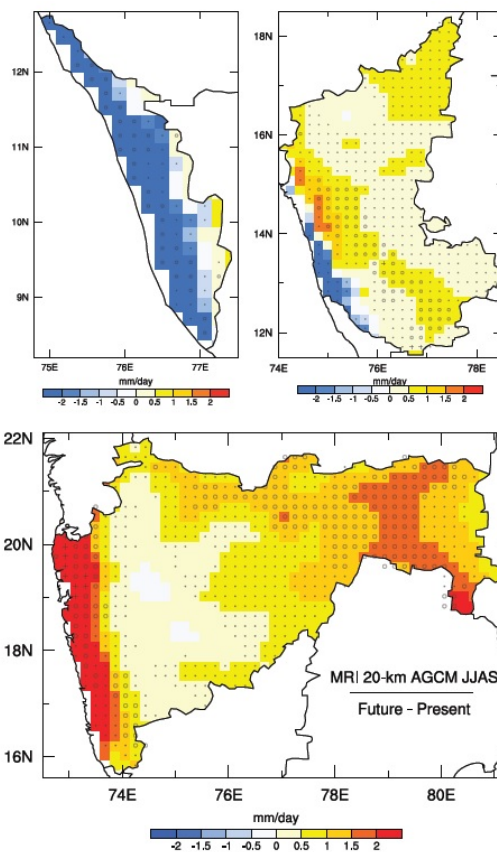 12N
11N
10N
9N
75E
76E
77E
mm/day
-2 -1.5 -1 -0.5 0 0.5 1 1.5 2
18N
16N
14N
12N
74E
76E
78E
mm/day
-2 -1.5 -1 -0.5 0 0.5 1 1.5 2
22N
20N
18N
16N
MRI 20-km AGCM JJAS
Future - Present
74E
76E
78E
80E
mm/day
-2 -1.5 -1 -0.5 0 0.5 1 1.5 2